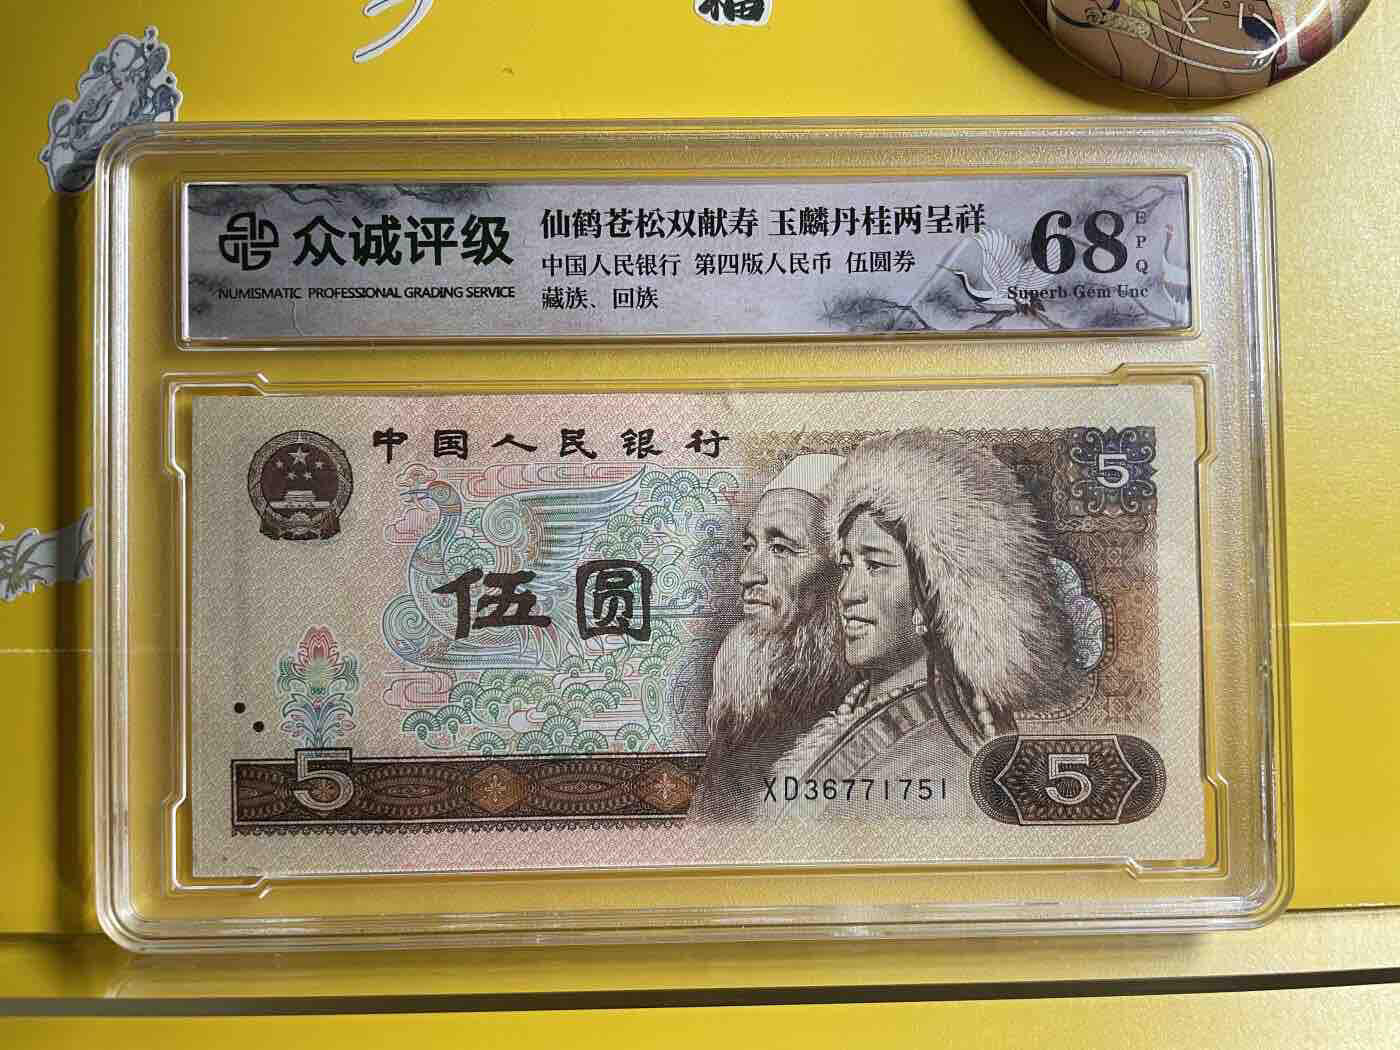 福
众诚评级
NUMISMATIC PROFESSIONAL GRADING SERVICE
仙鹤苍松双献寿 玉麟丹桂两呈祥
中国人民银行 第四版人民币 伍圆券
藏族、回族
68
EPQ
Superb Gem Unc
中国人民银行
5
伍圆
5
XD36771751
5